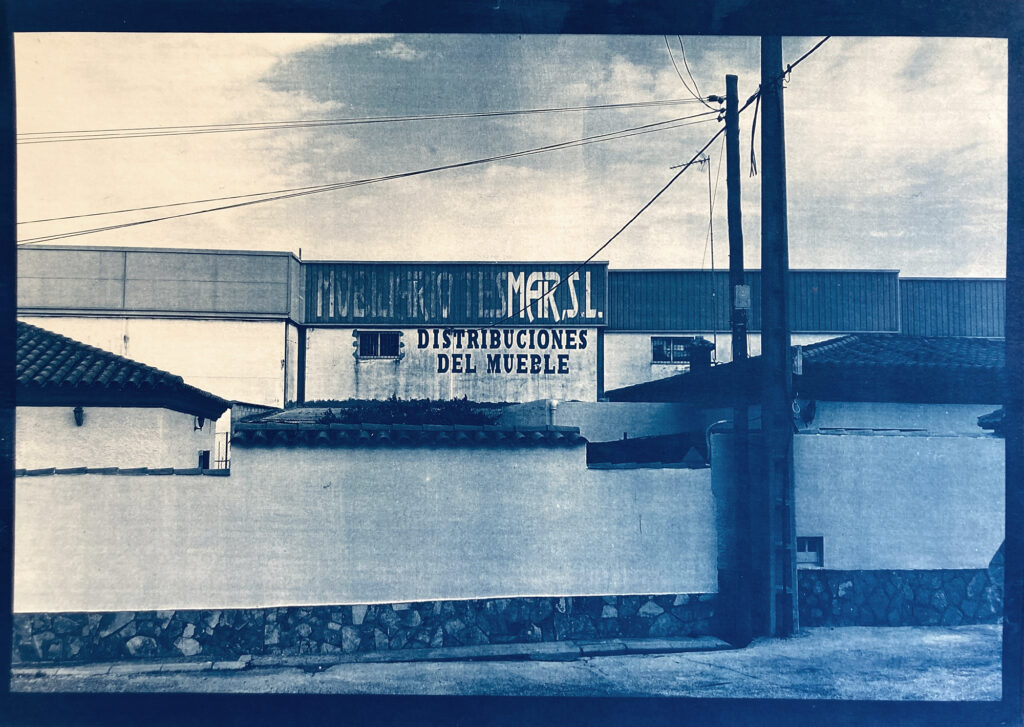 MAR,S.L.
DISTRIBUCIONES
DEL MUEBLE